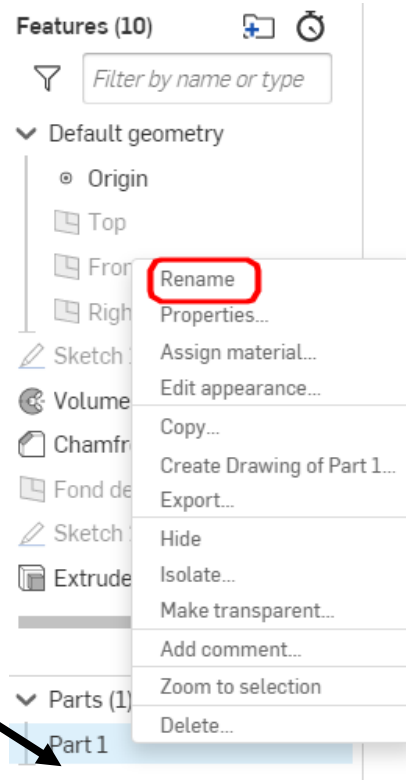 Features (10)
Filter by name or type
Default geometry
Origin
Top
Fron
Righ
Sketch
Volume
Chamfr
Fond de
Sketch
Extrude
Parts (1)
Part 1
Rename
Properties...
Assign material...
Edit appearance...
Copy...
Create Drawing of Part 1...
Export...
Hide
Isolate...
Make transparent...
Add comment...
Zoom to selection
Delete...